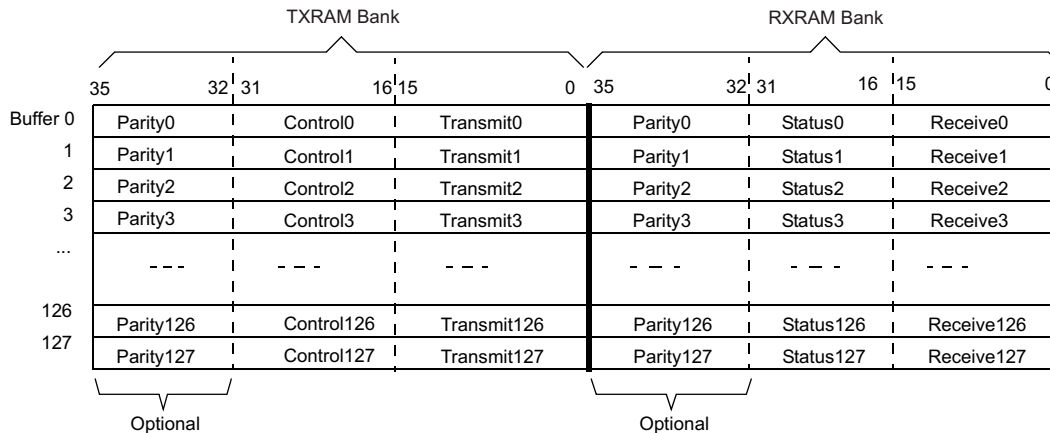 TXRAM Bank RXRAM Bank
35 32 31 16 15 0 35 32 31 16 15 0
Buffer 0 Parity0 Control0 Transmit0 Parity0 Status0 Receive0
1 Parity1 Control1 Transmit1 Parity1 Status1 Receive1
2 Parity2 Control2 Transmit2 Parity2 Status2 Receive2
3 Parity3 Control3 Transmit3 Parity3 Status3 Receive3
...
126 Parity126 Control126 Transmit126 Parity126 Status126 Receive126
127 Parity127 Control127 Transmit127 Parity127 Status127 Receive127
Optional Optional